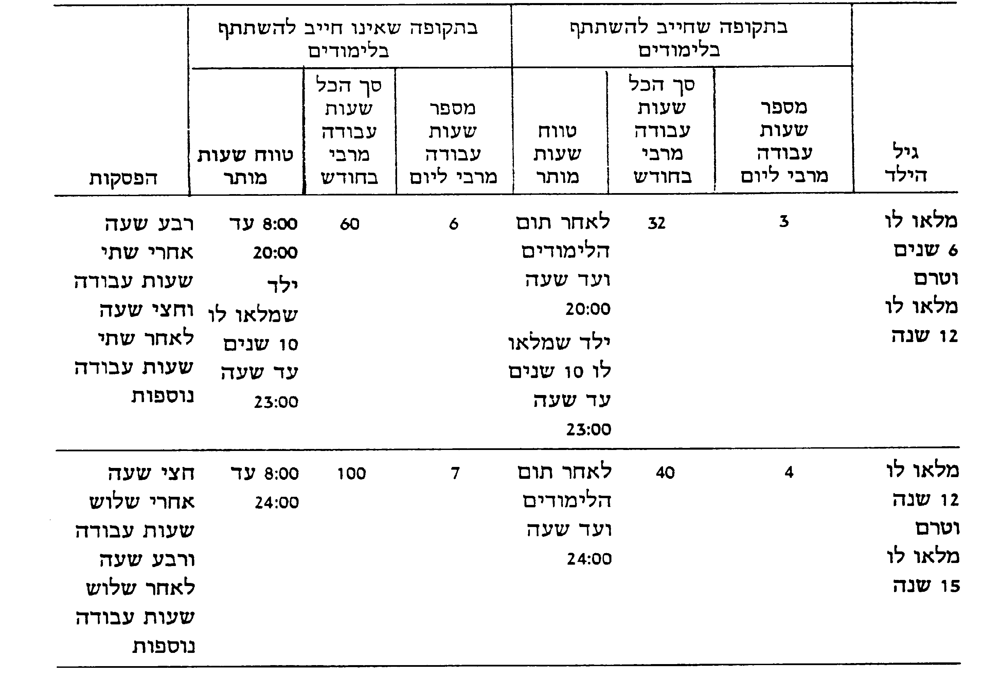 בתקופה שחייב להשתתף
בלימודים
בתקופה שאינו חייב להשתתף
בלימודים
גיל
הילד
מספר
שעות
עבודה
מרבי ליום
סך הכל
שעות
עבודה
מרבי
בחודש
טווח
שעות
מותר
מספר
שעות
עבודה
מרבי ליום
סך הכל
שעות
עבודה
מרבי
בחודש
טווח שעות
מותר
הפסקות
מלאו לו
6 שנים
וטרם
מלאו לו
12 שנה
3
32
לאחר תום
הלימודים
ועד שעה
20:00
ילד שמלאו
לו 10 שנים
עד שעה
23:00
6
60
8:00 עד
20:00
ילד
שמלאו לו
10 שנים
עד שעה
23:00
רבע שעה
אחרי שתי
שעות עבודה
וחצי שעה
לאחר שתי
שעות עבודה
נוספות
מלאו לו
12 שנה
וטרם
מלאו לו
15 שנה
4
40
לאחר תום
הלימודים
ועד שעה
24:00
7
100
8:00 עד
24:00
חצי שעה
אחרי שלוש
שעות עבודה
ורבע שעה
לאחר שלוש
שעות עבודה
נוספות